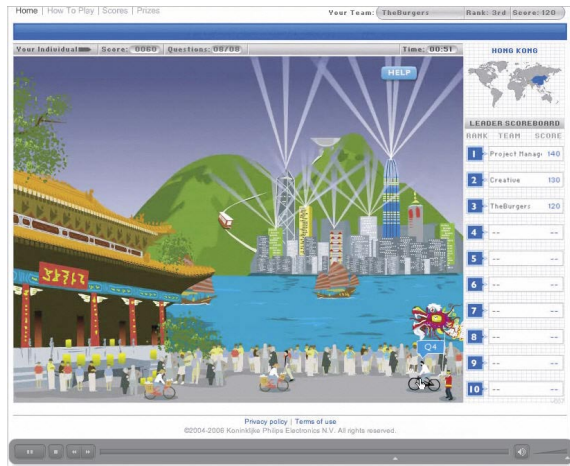 Home | How To Play | Scores | Prizes
Your Team: TheBurgers Rank: 3rd Score: 120
Your Individual Score: 0060 Questions: 08/08 Time: 00:51
HELP
HONG KONG
LEADER SCOREBOARD
RANK TEAM SCORE
1 Project Manag 140
2 Creative 130
3 TheBurgers 120
4 -- --
5 -- --
6 -- --
7 -- --
8 -- --
9 -- --
10 -- --
Q4
Privacy policy | Terms of use
©2004-2006 Koninklijke Philips Electronics N.V. All rights reserved.